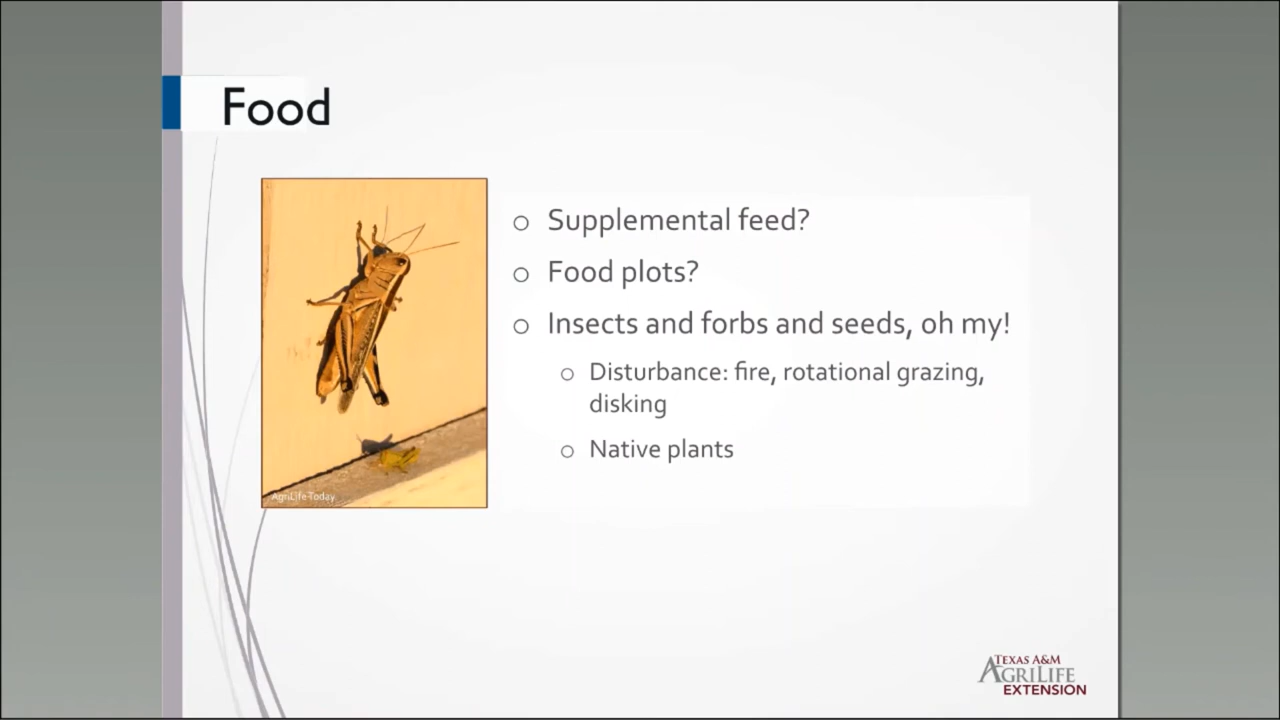 Food
Supplemental feed?
Food plots?
Insects and forbs and seeds, oh my!
Disturbance: fire, rotational grazing,
disking
Native plants
AgriLife Today
TEXAS A&M
AGRILIFE
EXTENSION